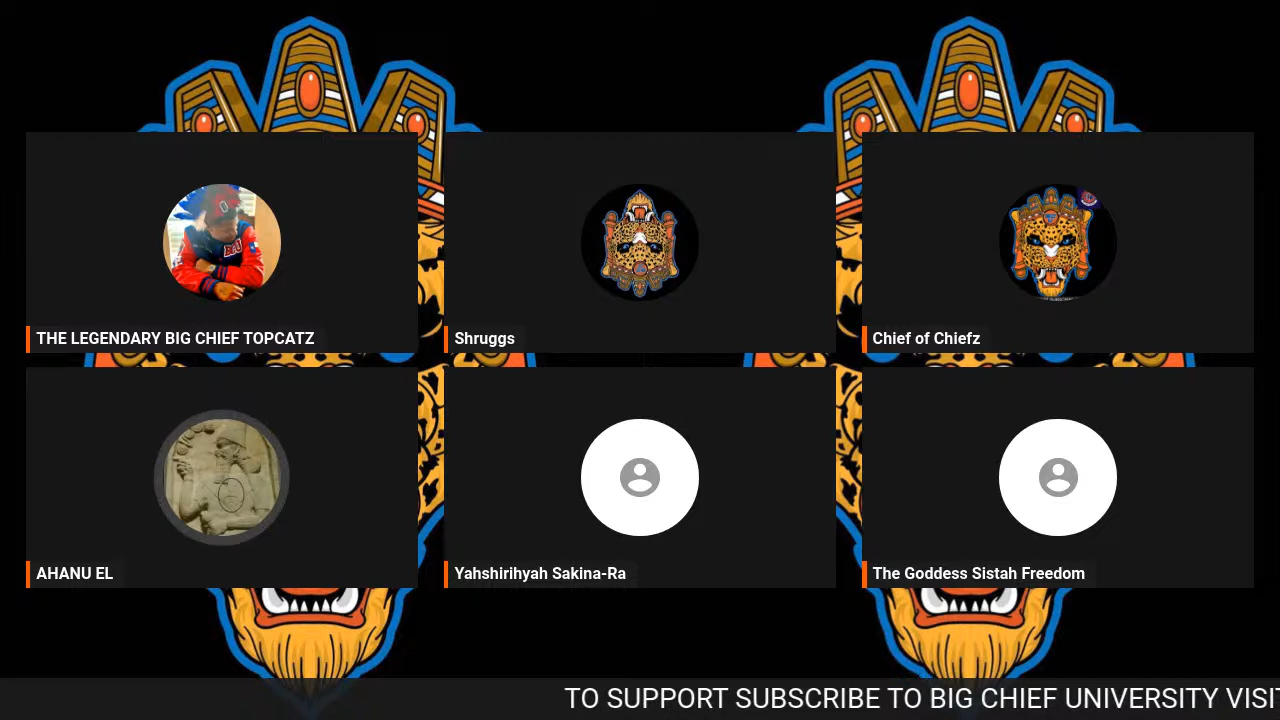 THE LEGENDARY BIG CHIEF TOPCATZ
Shruggs
Chief of Chiefz
AHANU EL
Yahshirihyah Sakina-Ra
The Goddess Sistah Freedom
TO SUPPORT SUBSCRIBE TO BIG CHIEF UNIVERSITY VISI